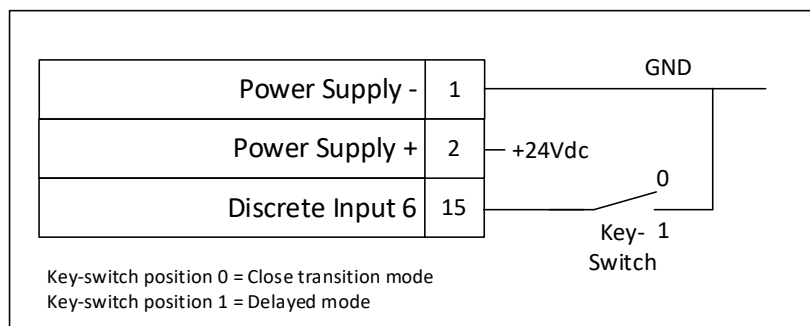 GND
Power Supply - 1
Power Supply + 2 +24Vdc
0
Discrete Input 6 15
Key- 1
Switch
Key-switch position 0 = Close transition mode
Key-switch position 1 = Delayed mode